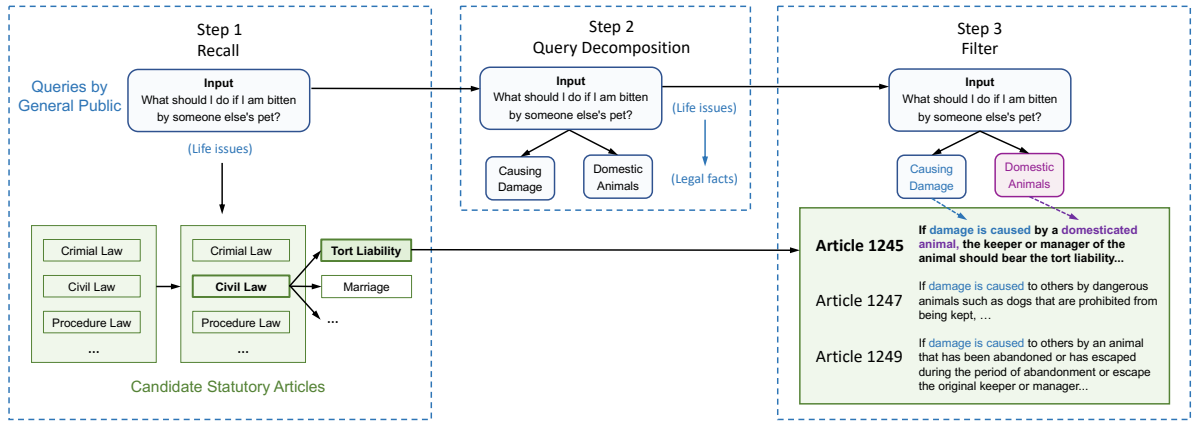 Step 1
Recall
Queries by
General Public
Input
What should I do if I am bitten
by someone else's pet?
(Life issues)
Crimial Law
Civil Law
Procedure Law
...
Crimial Law
Civil Law
Procedure Law
...
Tort Liability
Marriage
...
Candidate Statutory Articles
Step 2
Query Decomposition
Input
What should I do if I am bitten
by someone else's pet?
(Life issues)
Causing
Damage
Domestic
Animals
(Legal facts)
Step 3
Filter
Input
What should I do if I am bitten
by someone else's pet?
Causing
Damage
Domestic
Animals
Article 1245
If damage is caused by a domesticated
animal, the keeper or manager of the
animal should bear the tort liability...
Article 1247
If damage is caused to others by dangerous
animals such as dogs that are prohibited from
being kept, …
Article 1249
If damage is caused to others by an animal
that has been abandoned or has escaped
during the period of abandonment or escape
the original keeper or manager...